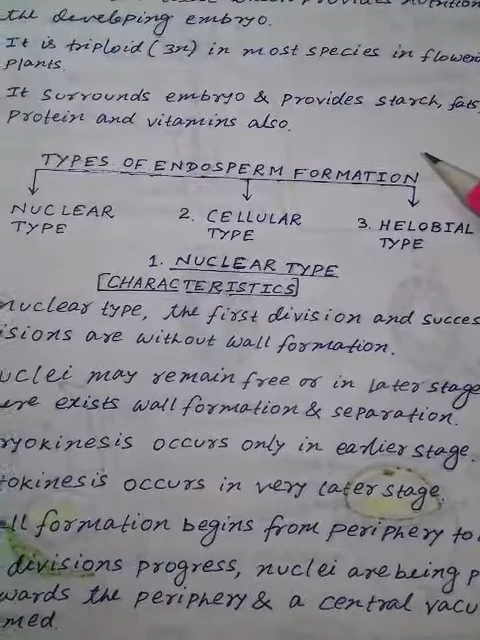 the developing embryo.
It is triploid (3n) in most species in
plants.
It surrounds embryo & provides starch, fats,
Protein and vitamins also.
TYPES OF ENDOSPERM FORMATION
NUCLEAR TYPE
2. CELLULAR TYPE
3. HELOBIAL TYPE
1. NUCLEAR TYPE
CHARACTERISTICS
nuclear type, the first division and succes
isions are without wall formation.
uclei may remain free or in later stage
ere exists wall formation & separation.
ryokinesis occurs only in earlier stage.
tokinesis occurs in very later stage.
ll formation begins from periphery to
divisions progress, nuclei are being p
wards the periphery & a central vacu
med.